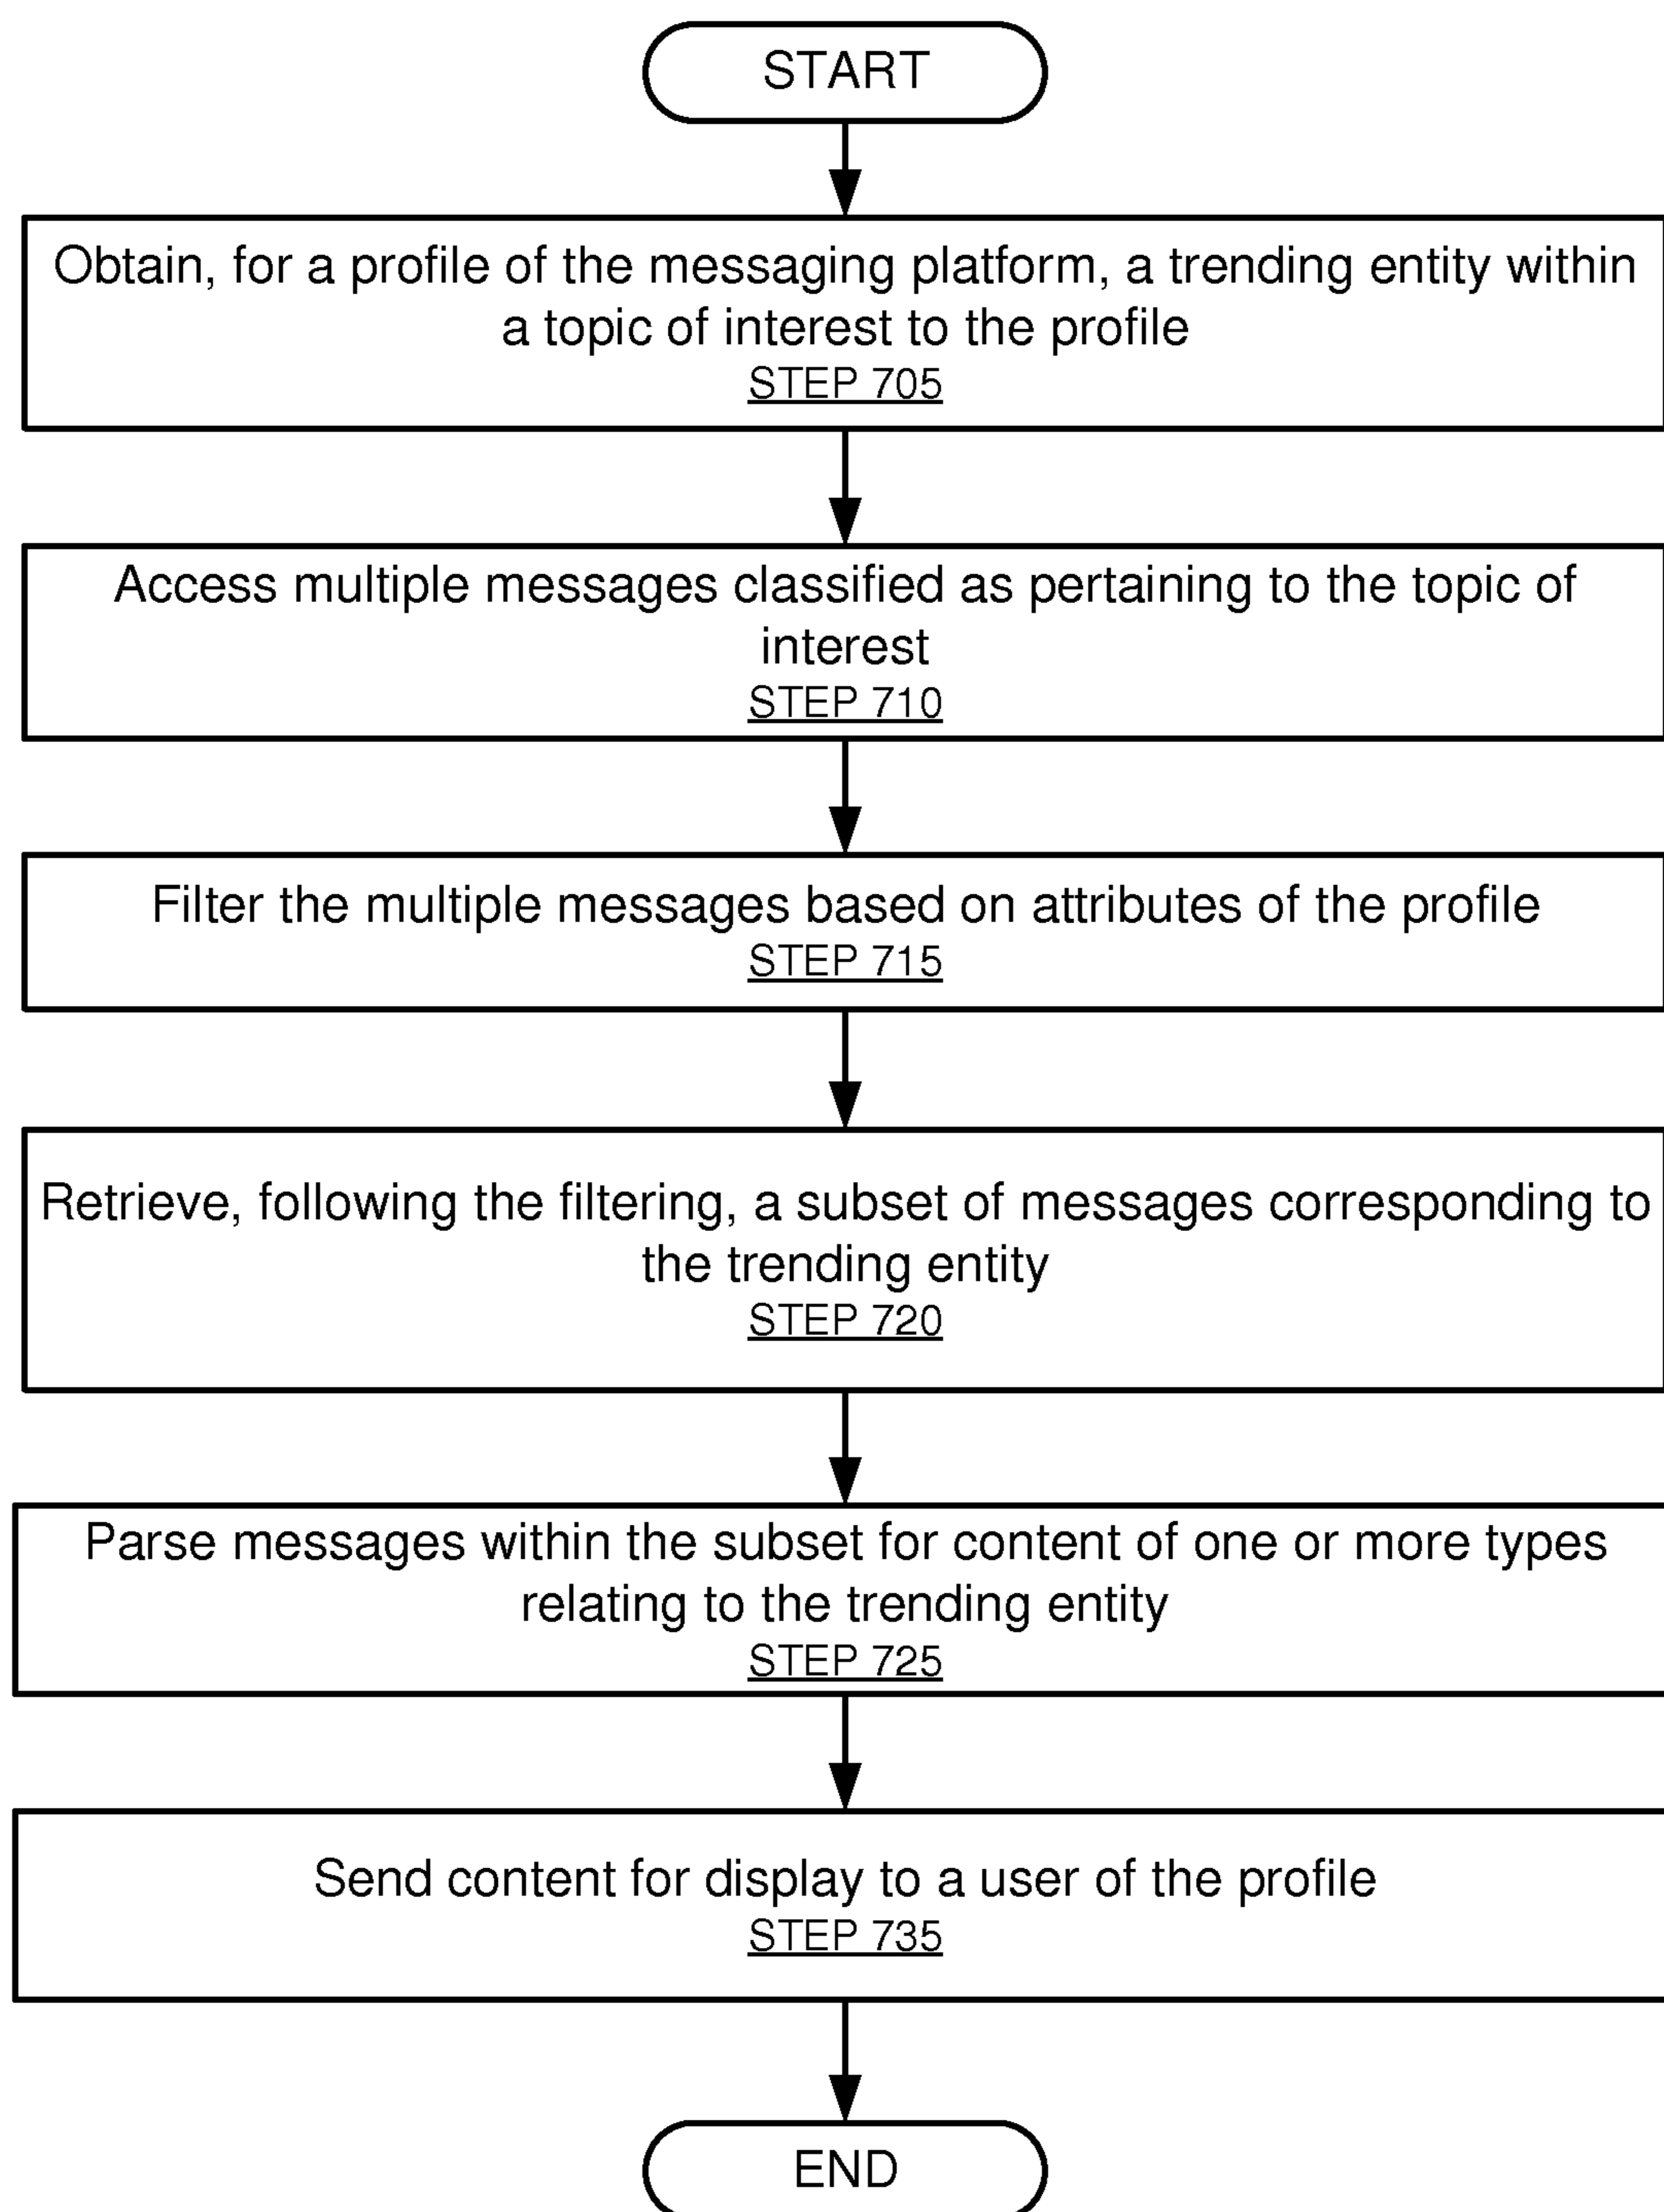 START
Obtain, for a profile of the messaging platform, a trending entity within
a topic of interest to the profile
STEP 705
Access multiple messages classified as pertaining to the topic of
interest
STEP 710
Filter the multiple messages based on attributes of the profile
STEP 715
Retrieve, following the filtering, a subset of messages corresponding to
the trending entity
STEP 720
Parse messages within the subset for content of one or more types
relating to the trending entity
STEP 725
Send content for display to a user of the profile
STEP 735
END